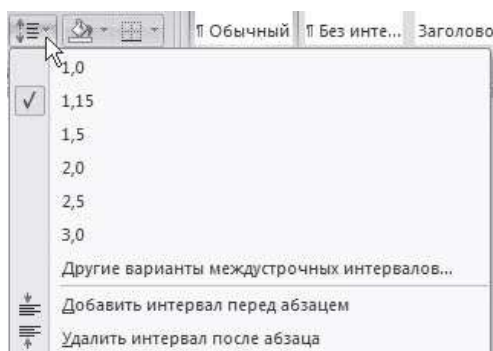 ¶ Обычный ¶ Без инте... Заголово
1,0
1,15
1,5
2,0
2,5
3,0
Другие варианты междустрочных интервалов...
Добавить интервал перед абзацем
Удалить интервал после абзаца